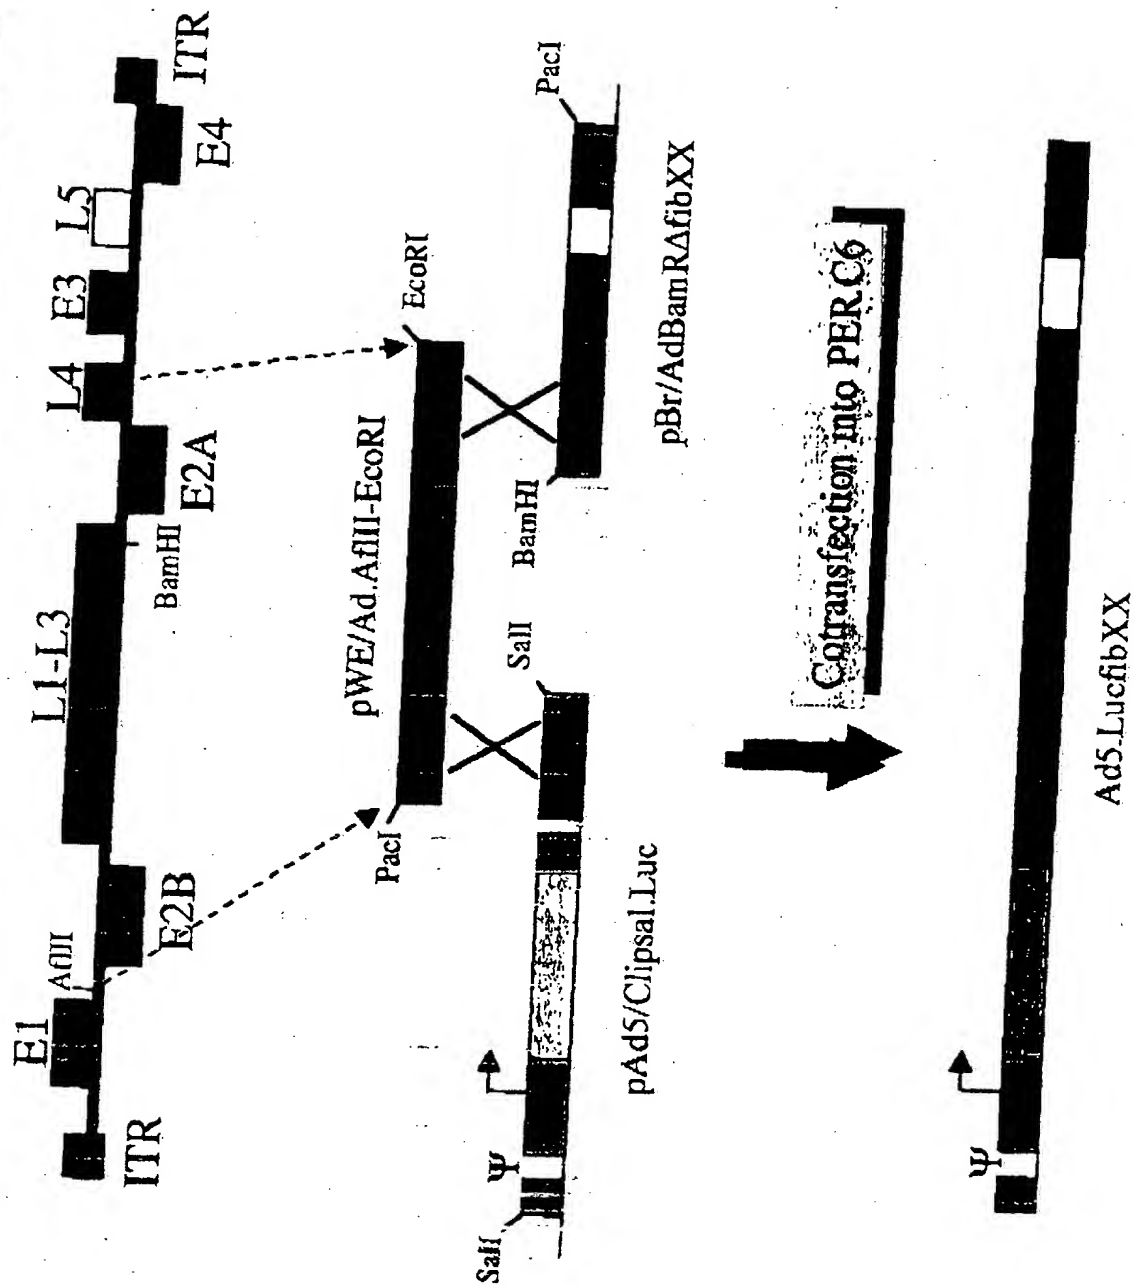 ITR
E1
AflII
E2B
L1-L3
BamHI
E2A
L4
E3
L5
E4
ITR
PacI
pWE/Ad.AflII-EcoRI
EcoRI
SalI
Ψ
SalI
pAd5/Clipsal.Luc
BamHI
PacI
pBr/AdBamRΔfibXX
Cotransfection into PER.C6
Ψ
Ad5.LucfibXX